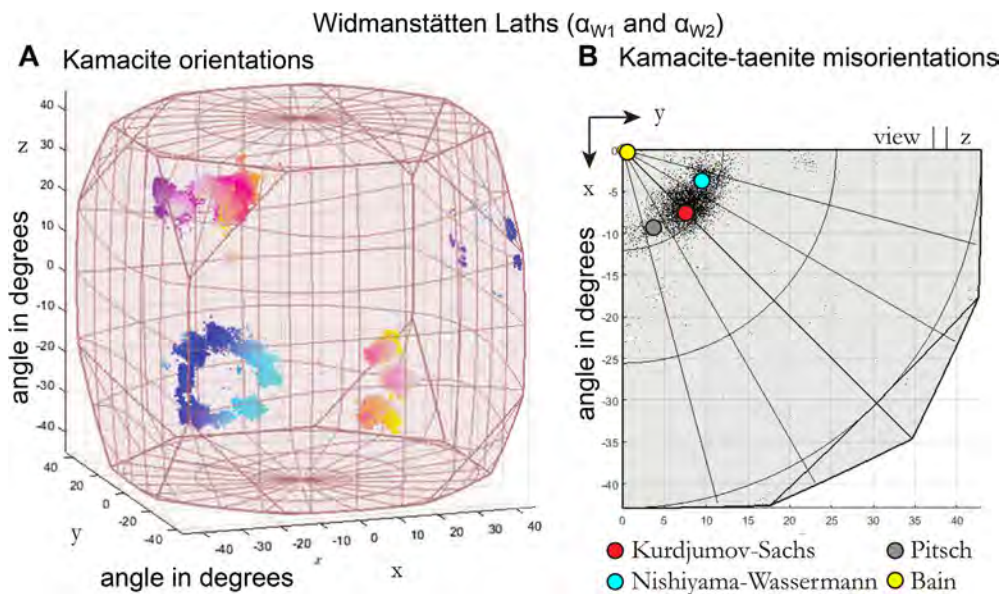 Widmanstätten Laths (αW1 and αW2)
A Kamacite orientations
B Kamacite-taenite misorientations
40
30
20
10
0
-10
-20
-30
-40
z
angle in degrees
40
20
0
-20
-40
y
-40
-30
-20
-10
0
10
20
30
40
x
x
angle in degrees
y
x
view || z
0
-5
-10
-15
-20
-25
-30
-35
-40
angle in degrees
0
5
10
15
20
25
30
35
40
Kurdjumov-Sachs
Pitsch
Nishiyama-Wassermann
Bain